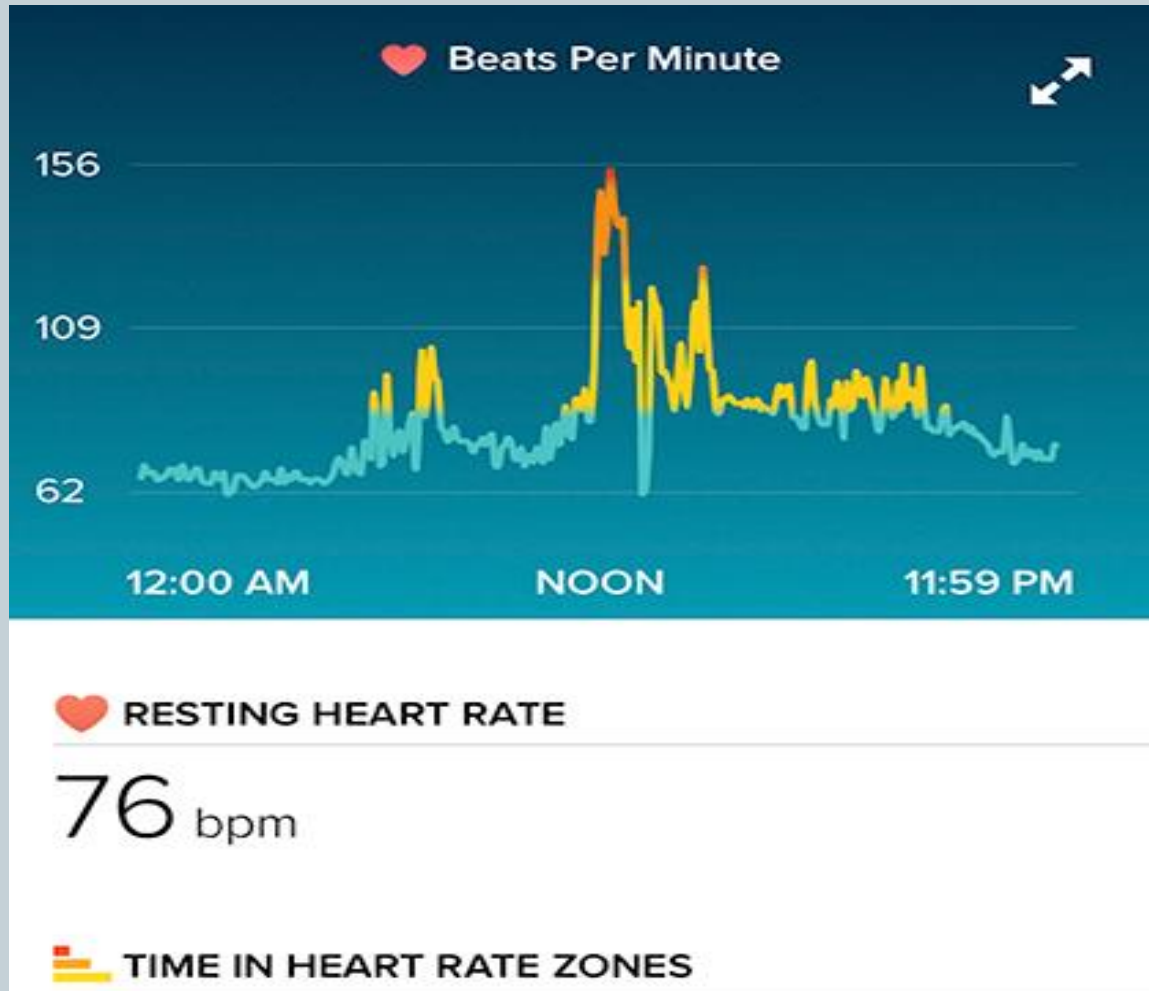 Beats Per Minute
156
109
62
12:00 AM NOON 11:59 PM
RESTING HEART RATE
76 bpm
TIME IN HEART RATE ZONES